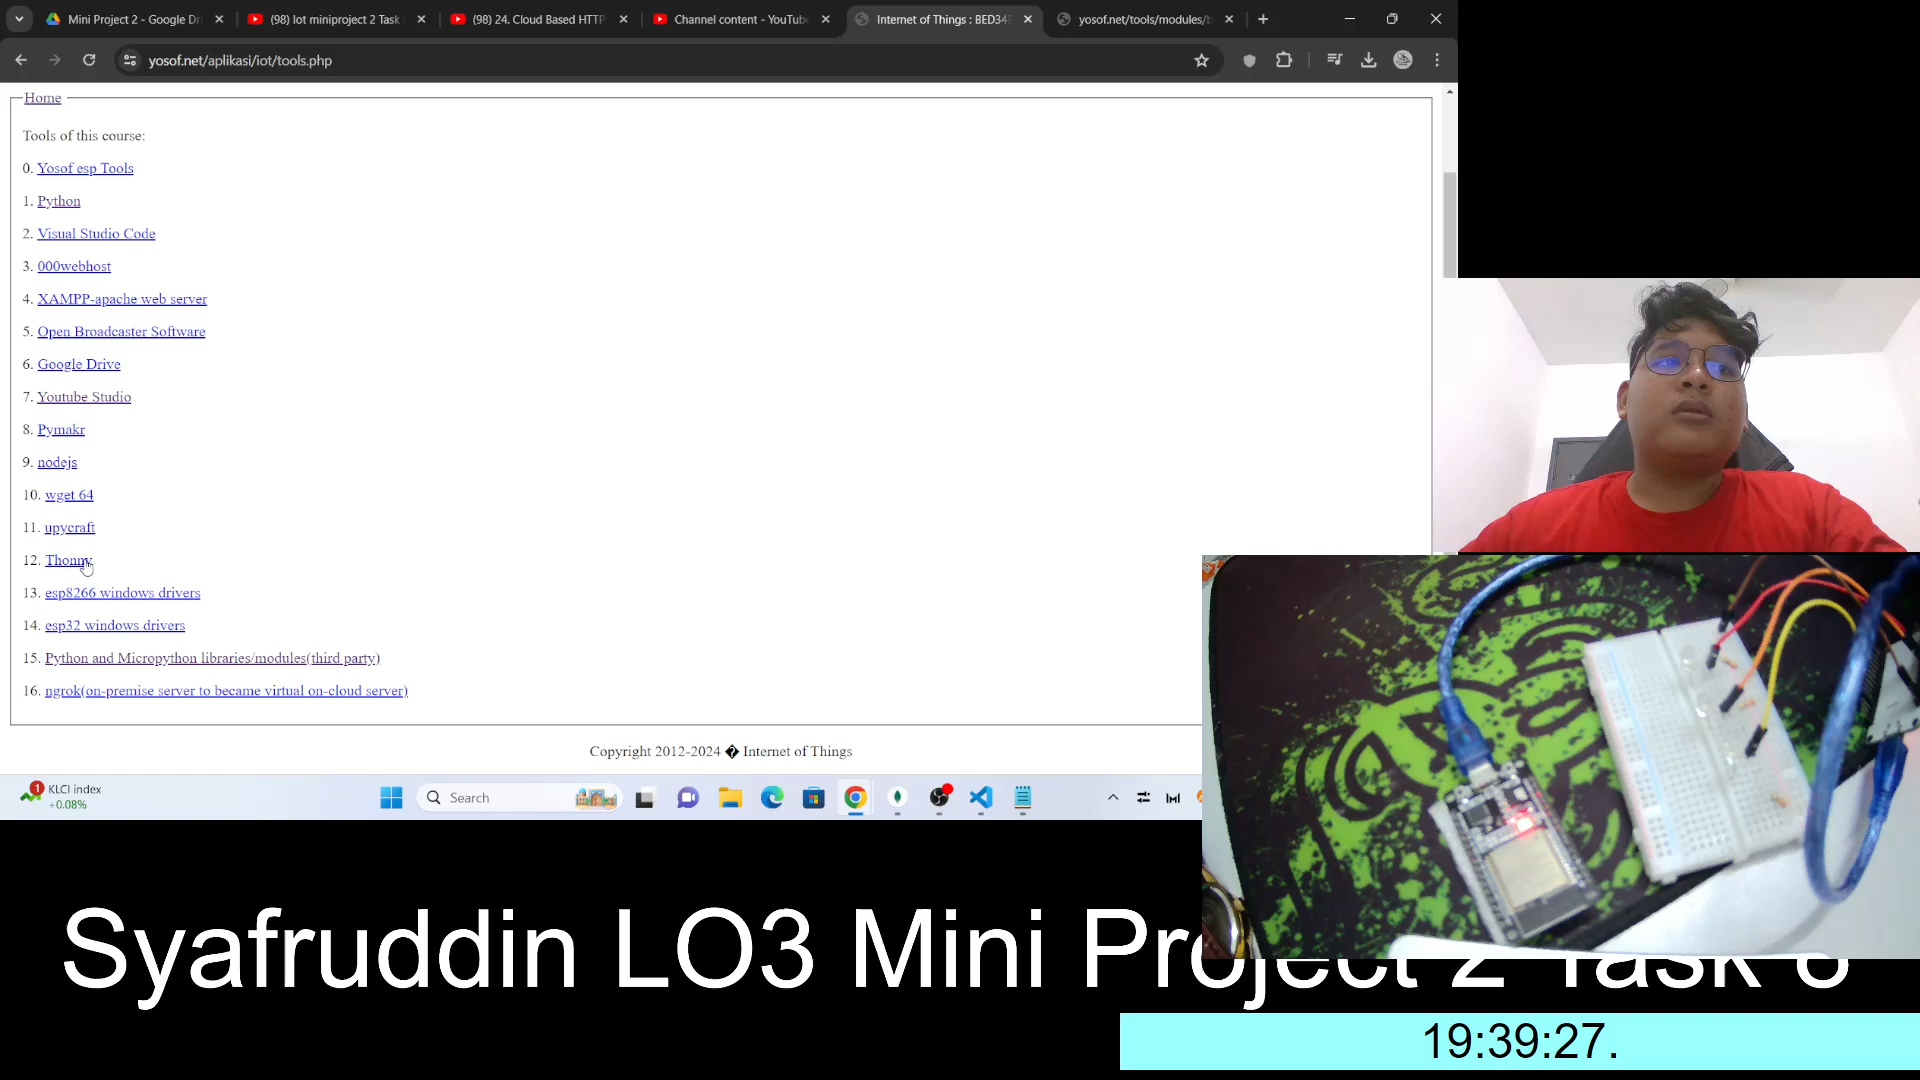 Mini Project 2 - Google Dri
(98) Iot miniproject 2 Task
(98) 24. Cloud Based HTTP
Channel content - YouTube
Internet of Things : BED343
yosof.net/tools/modules/b
yosof.net/aplikasi/iot/tools.php
Home
Tools of this course:
0. Yosof esp Tools
1. Python
2. Visual Studio Code
3. 000webhost
4. XAMPP-apache web server
5. Open Broadcaster Software
6. Google Drive
7. Youtube Studio
8. Pymakr
9. nodejs
10. wget 64
11. upycraft
12. Thonny
13. esp8266 windows drivers
14. esp32 windows drivers
15. Python and Micropython libraries/modules(third party)
16. ngrok(on-premise server to became virtual on-cloud server)
Copyright 2012-2024 � Internet of Things
1
KLCI index
+0.08%
Search
Syafruddin LO3 Mini Project 2 Task
19:39:27.